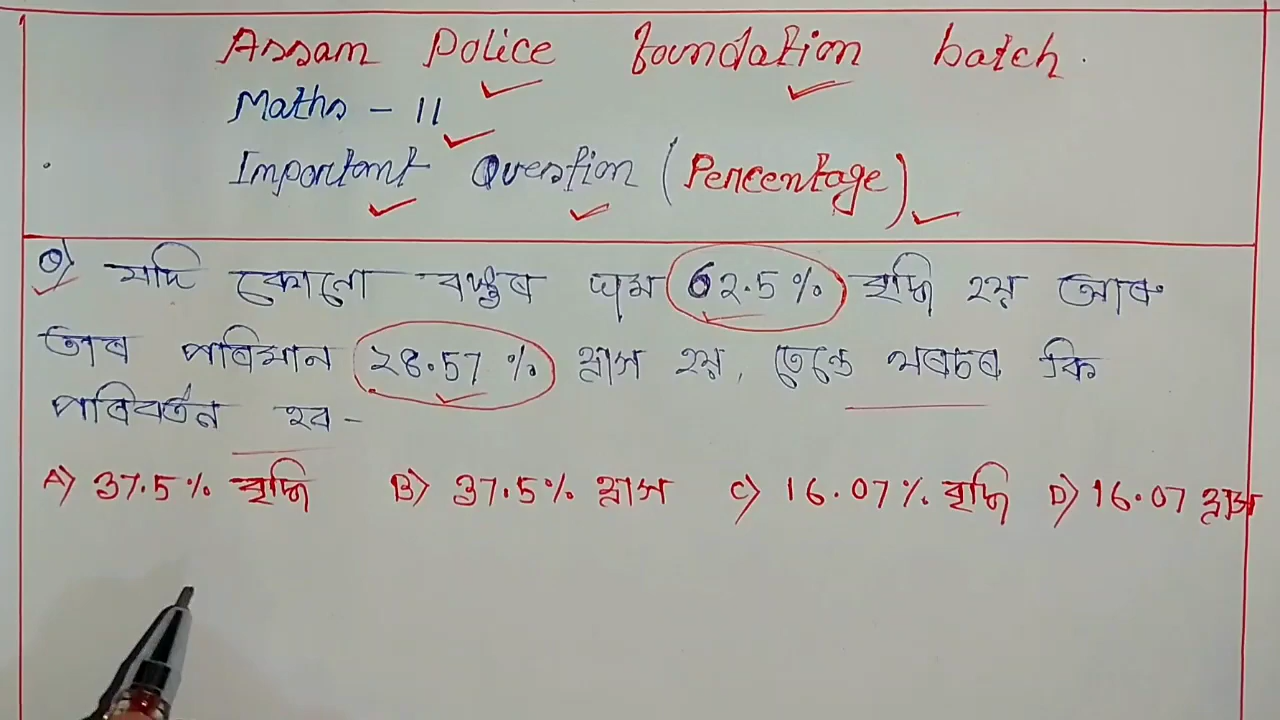 Assam Police foundation batch.
Maths - 11
Important Question (Percentage)
Q) যদি কোনো বস্তুৰ দাম 62.5% বৃদ্ধি হয় আৰু
তাৰ পৰিমান 28.57% হ্ৰাস হয়, তেন্তে খৰচৰ কি
পৰিবৰ্তন হব -
A) 37.5% বৃদ্ধি B) 37.5% হ্ৰাস C) 16.07% বৃদ্ধি D) 16.07 হ্ৰাস